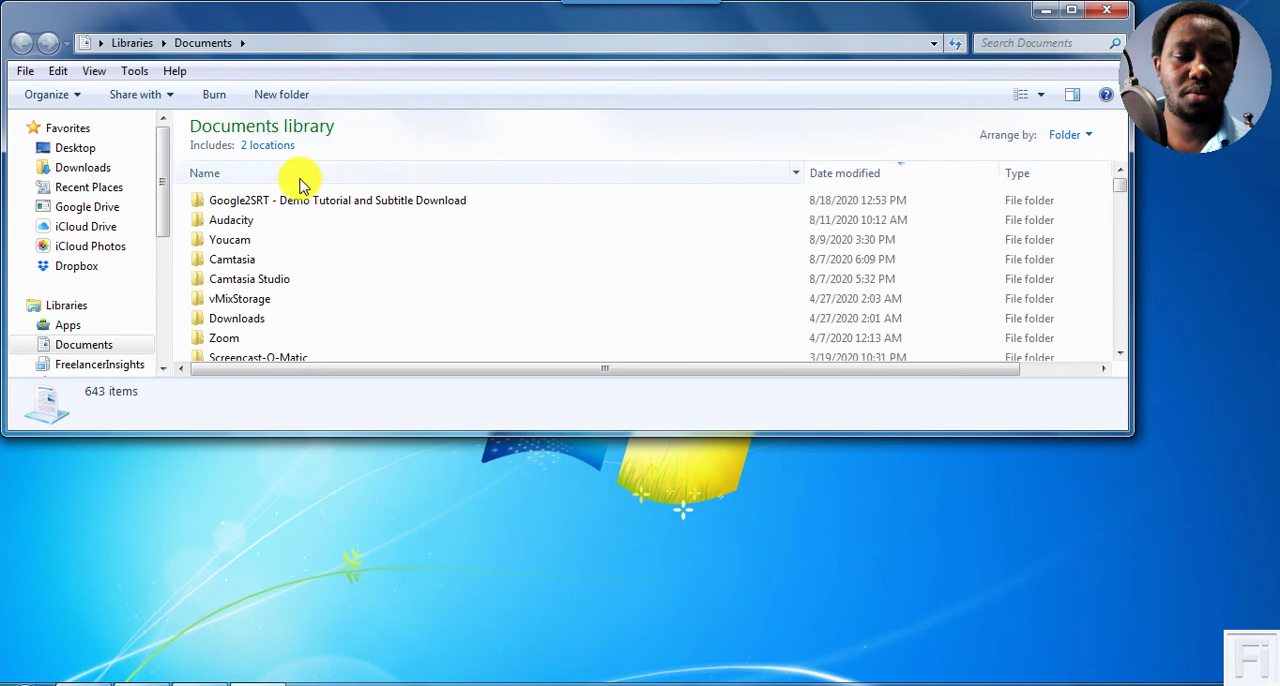 Libraries Documents
Search Documents
File Edit View Tools Help
Organize Share with Burn New folder
Favorites
Desktop
Downloads
Recent Places
Google Drive
iCloud Drive
iCloud Photos
Dropbox
Libraries
Apps
Documents
FreelancerInsights
Documents library
Includes: 2 locations
Arrange by: Folder
Name Date modified Type
Google2SRT - Demo Tutorial and Subtitle Download 8/18/2020 12:53 PM File folder
Audacity 8/11/2020 10:12 AM File folder
Youcam 8/9/2020 3:30 PM File folder
Camtasia 8/7/2020 6:09 PM File folder
Camtasia Studio 8/7/2020 5:32 PM File folder
vMixStorage 4/27/2020 2:03 AM File folder
Downloads 4/27/2020 2:01 AM File folder
Zoom 4/7/2020 12:13 AM File folder
Screencast-O-Matic 3/19/2020 10:31 PM File folder
643 items
Fi